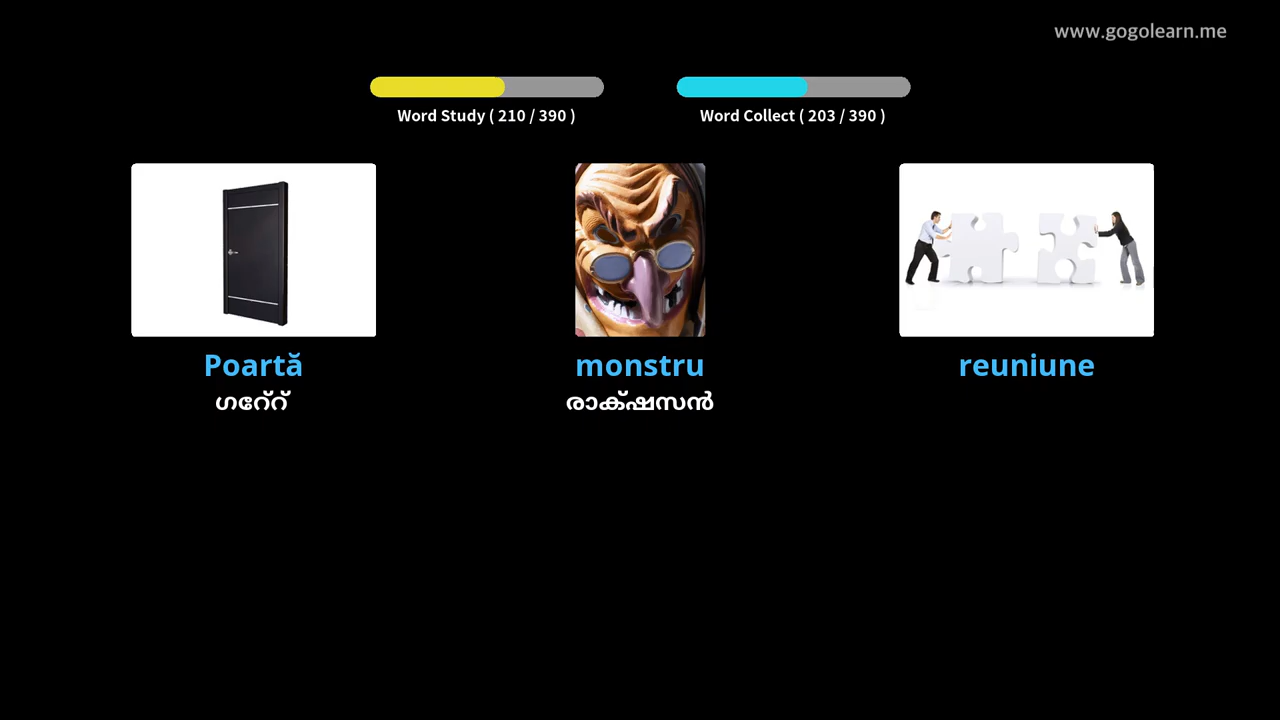 www.gogolearn.me
Word Study ( 210 / 390 )
Word Collect ( 203 / 390 )
Poartă
monstru
reuniune
ഗേറ്റ്
രാക്ഷസൻ